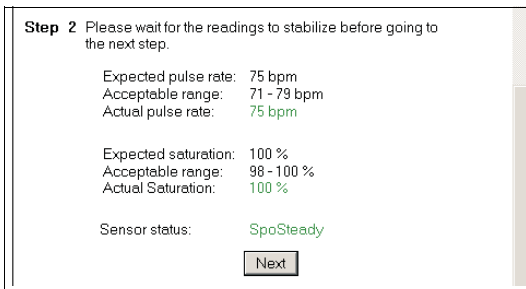 Step 2 Please wait for the readings to stabilize before going to
the next step.
Expected pulse rate: 75 bpm
Acceptable range: 71 - 79 bpm
Actual pulse rate: 75 bpm
Expected saturation: 100 %
Acceptable range: 98 - 100 %
Actual Saturation: 100 %
Sensor status: SpoSteady
Next